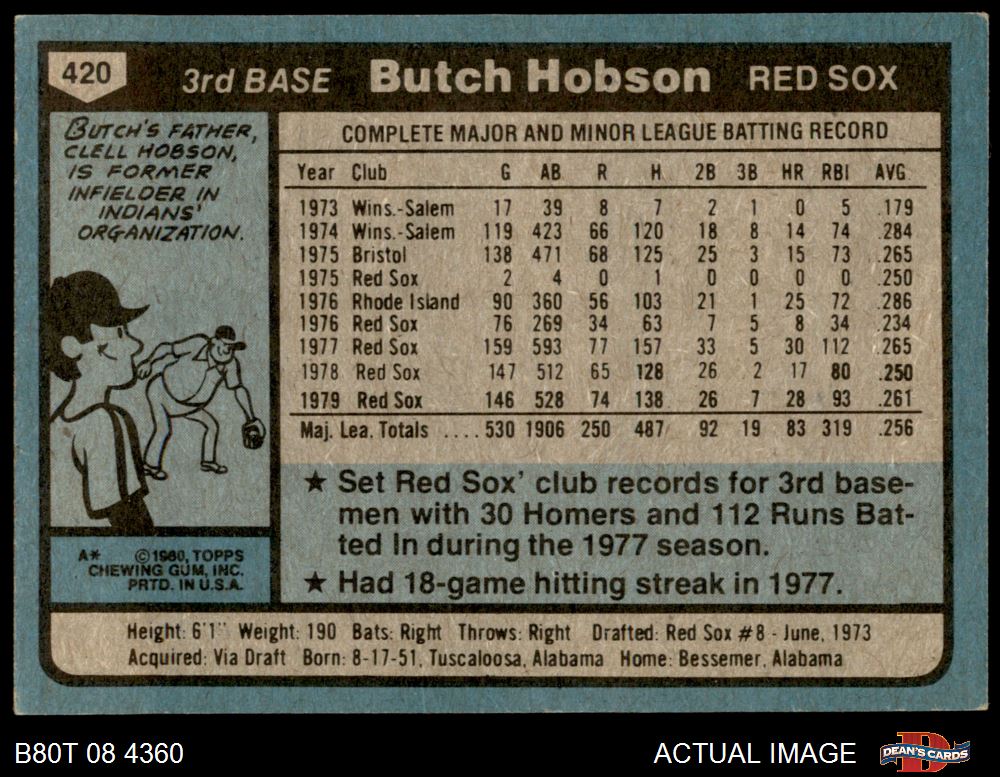 420 3rd BASE Butch Hobson RED SOX
BUTCH'S FATHER,
CLELL HOBSON,
IS FORMER
INFIELDER IN
INDIANS'
ORGANIZATION.
COMPLETE MAJOR AND MINOR LEAGUE BATTING RECORD
Year Club G AB R H 2B 3B HR RBI AVG.
1973 Wins.-Salem 17 39 8 7 2 1 0 5 .179
1974 Wins.-Salem 119 423 66 120 18 8 14 74 .284
1975 Bristol 138 471 68 125 25 3 15 73 .265
1975 Red Sox 2 4 0 1 0 0 0 0 .250
1976 Rhode Island 90 360 56 103 21 1 25 72 .286
1976 Red Sox 76 269 34 63 7 5 8 34 .234
1977 Red Sox 159 593 77 157 33 5 30 112 .265
1978 Red Sox 147 512 65 128 26 2 17 80 .250
1979 Red Sox 146 528 74 138 26 7 28 93 .261
Maj. Lea. Totals .... 530 1906 250 487 92 19 83 319 .256
★ Set Red Sox' club records for 3rd base-
men with 30 Homers and 112 Runs Bat-
ted In during the 1977 season.
★ Had 18-game hitting streak in 1977.
A* ©1980, TOPPS
CHEWING GUM, INC.
PRTD. IN U.S.A.
Height: 6'1" Weight: 190 Bats: Right Throws: Right Drafted: Red Sox #8 - June, 1973
Acquired: Via Draft Born: 8-17-51, Tuscaloosa, Alabama Home: Bessemer, Alabama
B80T 08 4360 ACTUAL IMAGE DEAN'S CARDS